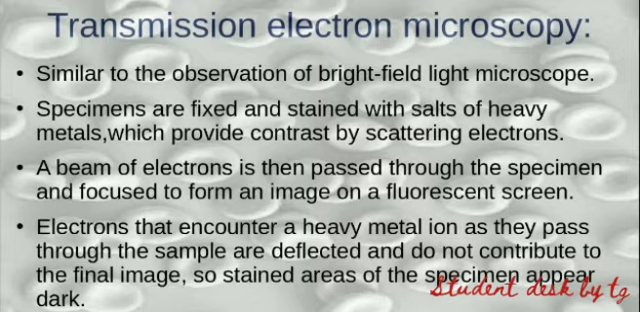 Transmission electron microscopy:
• Similar to the observation of bright-field light microscope.
• Specimens are fixed and stained with salts of heavy
metals,which provide contrast by scattering electrons.
• A beam of electrons is then passed through the specimen
and focused to form an image on a fluorescent screen.
• Electrons that encounter a heavy metal ion as they pass
through the sample are deflected and do not contribute to
the final image, so stained areas of the specimen appear
dark.
Student desk by tg